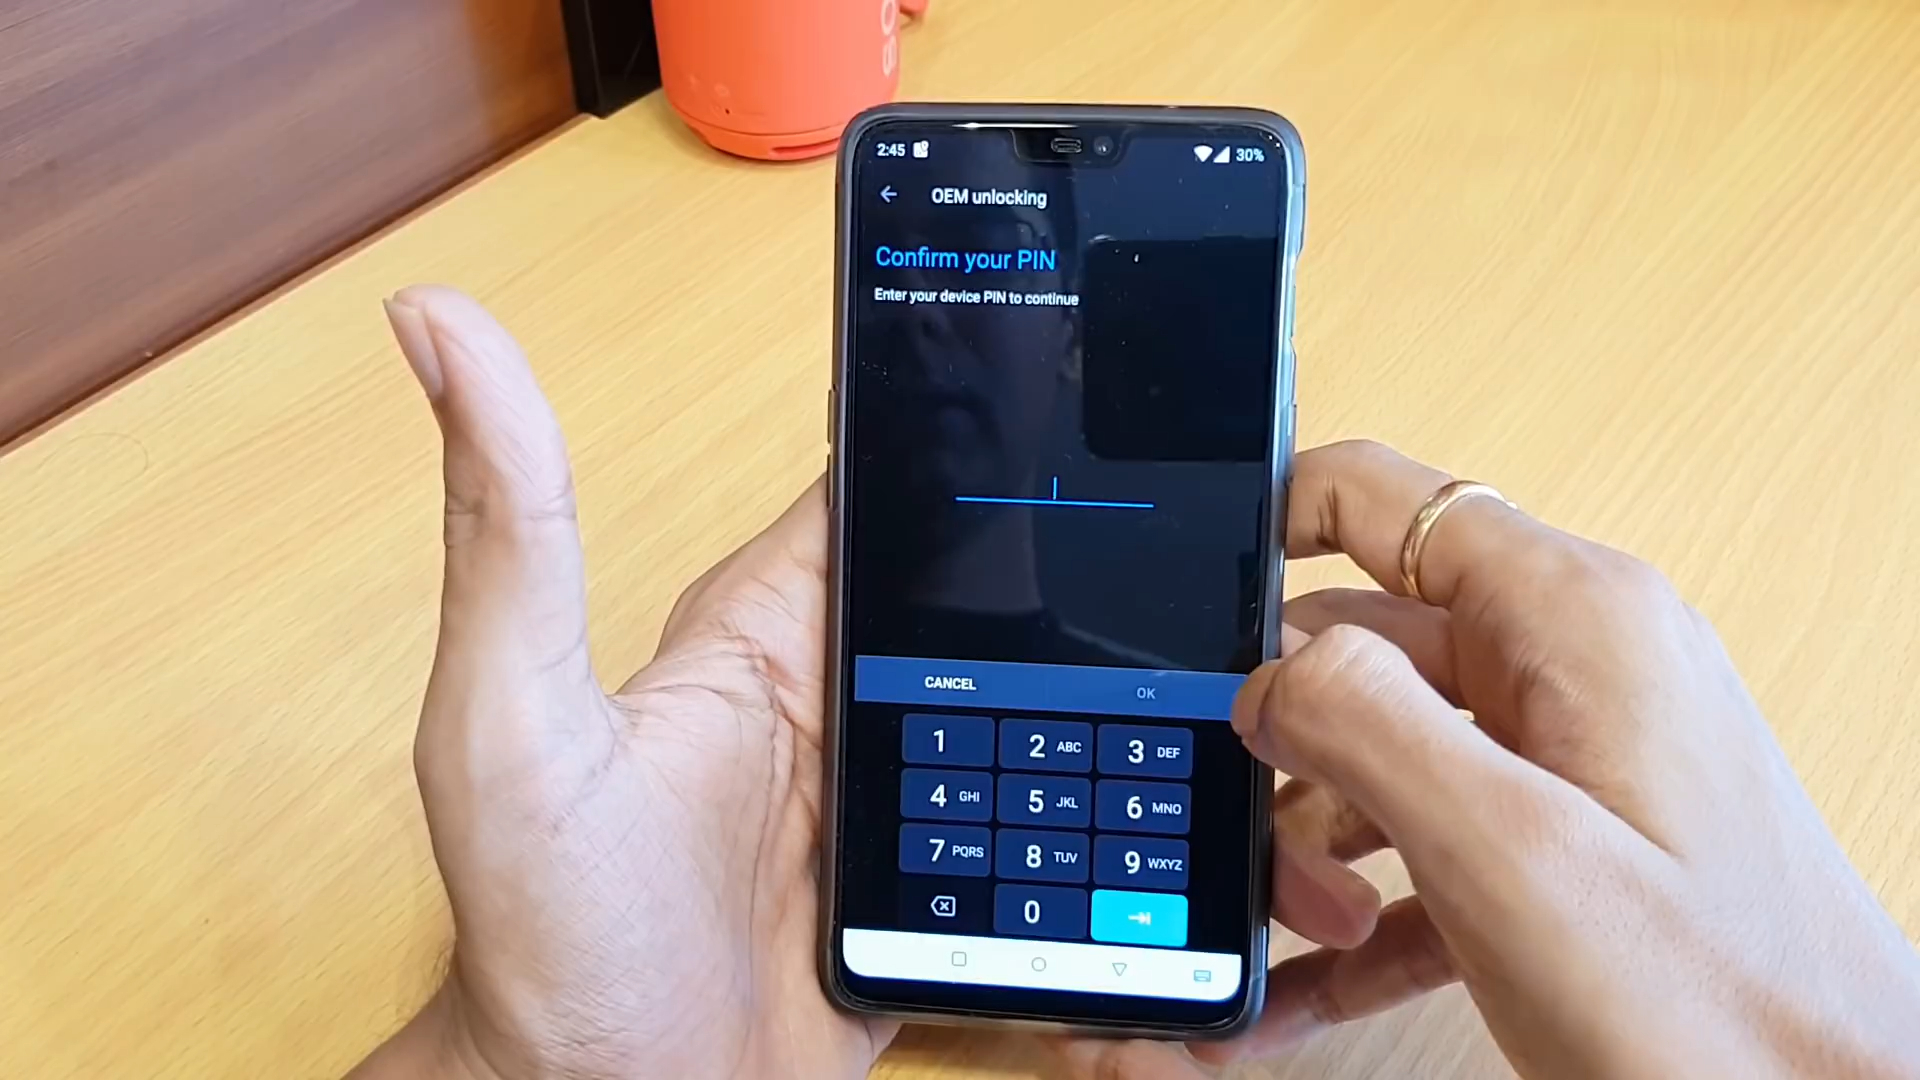 BO
2:45 30%
OEM unlocking
Confirm your PIN
Enter your device PIN to continue
CANCEL OK
1 2 ABC 3 DEF
4 GHI 5 JKL 6 MNO
7 PQRS 8 TUV 9 WXYZ
0